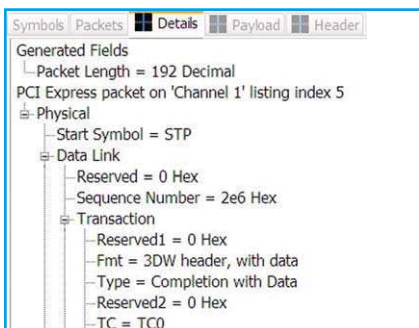 Symbols Packets Details Payload Header
Generated Fields
Packet Length = 192 Decimal
PCI Express packet on 'Channel 1' listing index 5
Physical
Start Symbol = STP
Data Link
Reserved = 0 Hex
Sequence Number = 2e6 Hex
Transaction
Reserved1 = 0 Hex
Fmt = 3DW header, with data
Type = Completion with Data
Reserved2 = 0 Hex
TC = TC0